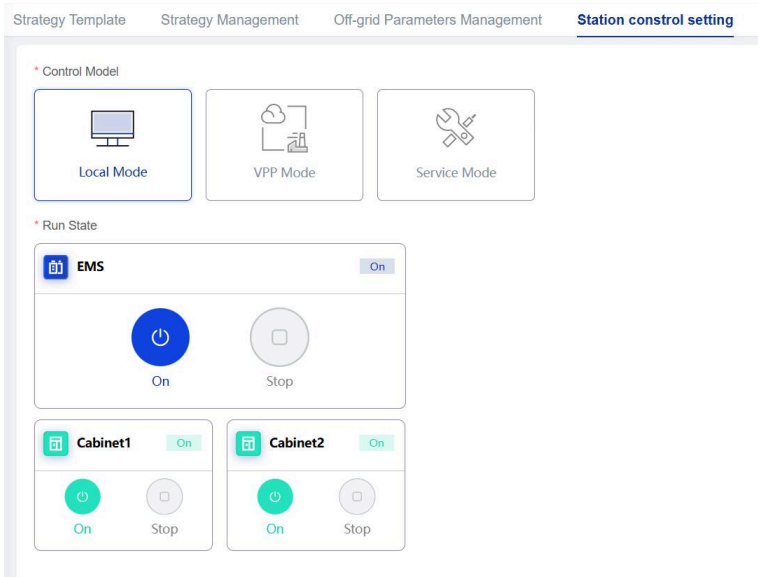 Strategy Template Strategy Management Off-grid Parameters Management Station constrol setting
* Control Model
Local Mode VPP Mode Service Mode
* Run State
EMS On
On Stop
Cabinet1 On Cabinet2 On
On Stop On Stop